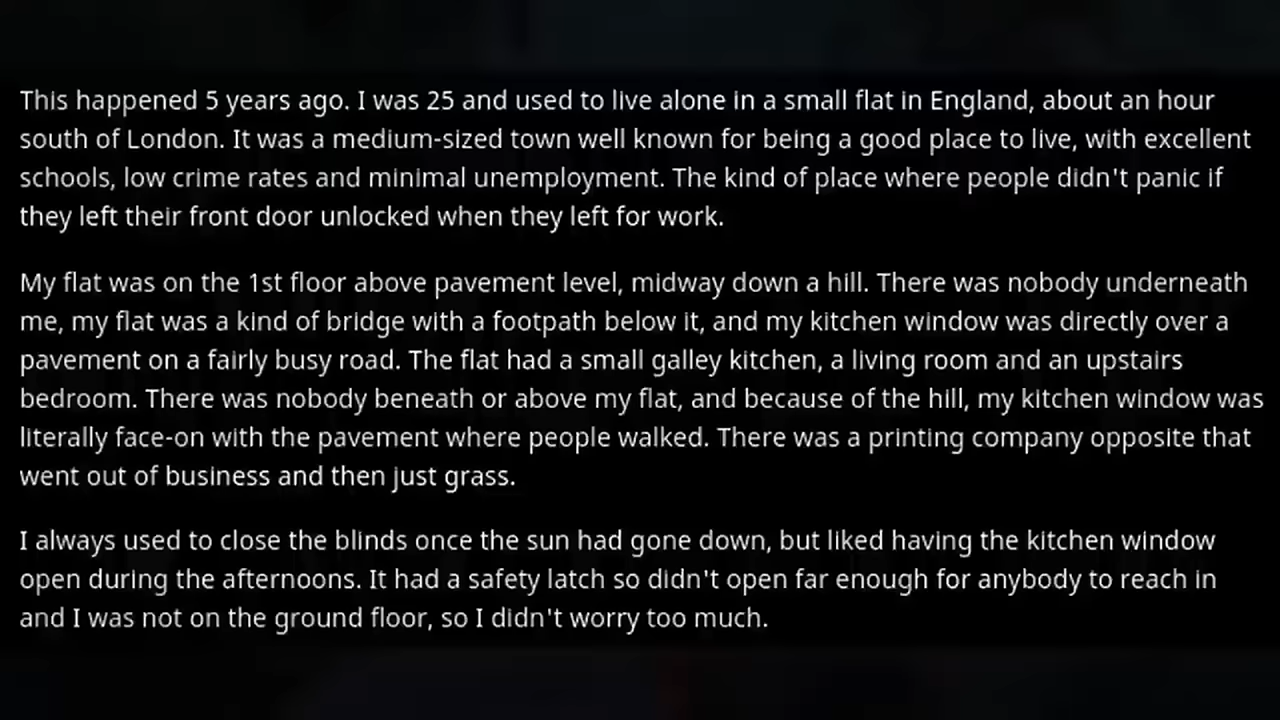 This happened 5 years ago. I was 25 and used to live alone in a small flat in England, about an hour
south of London. It was a medium-sized town well known for being a good place to live, with excellent
schools, low crime rates and minimal unemployment. The kind of place where people didn't panic if
they left their front door unlocked when they left for work.
My flat was on the 1st floor above pavement level, midway down a hill. There was nobody underneath
me, my flat was a kind of bridge with a footpath below it, and my kitchen window was directly over a
pavement on a fairly busy road. The flat had a small galley kitchen, a living room and an upstairs
bedroom. There was nobody beneath or above my flat, and because of the hill, my kitchen window was
literally face-on with the pavement where people walked. There was a printing company opposite that
went out of business and then just grass.
I always used to close the blinds once the sun had gone down, but liked having the kitchen window
open during the afternoons. It had a safety latch so didn't open far enough for anybody to reach in
and I was not on the ground floor, so I didn't worry too much.